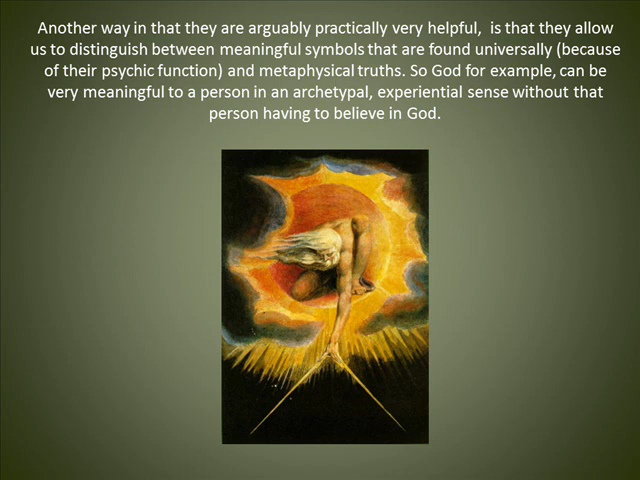 Another way in that they are arguably practically very helpful,  is that they allow
us to distinguish between meaningful symbols that are found universally (because
of their psychic function) and metaphysical truths. So God for example, can be
very meaningful to a person in an archetypal, experiential sense without that
person having to believe in God.